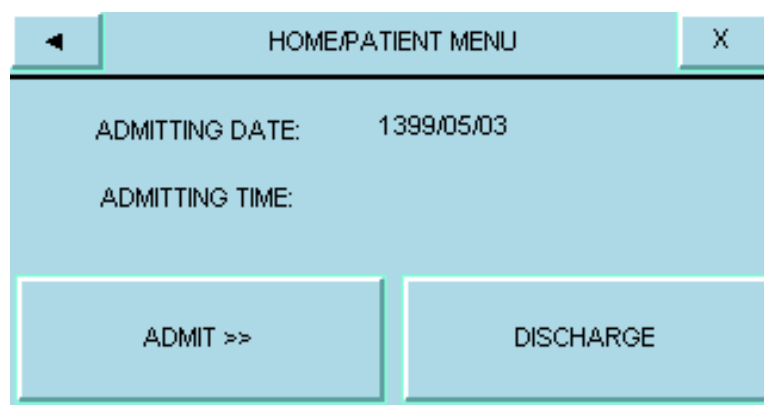 ◄ HOME/PATIENT MENU X
ADMITTING DATE: 1399/05/03
ADMITTING TIME:
ADMIT >> DISCHARGE